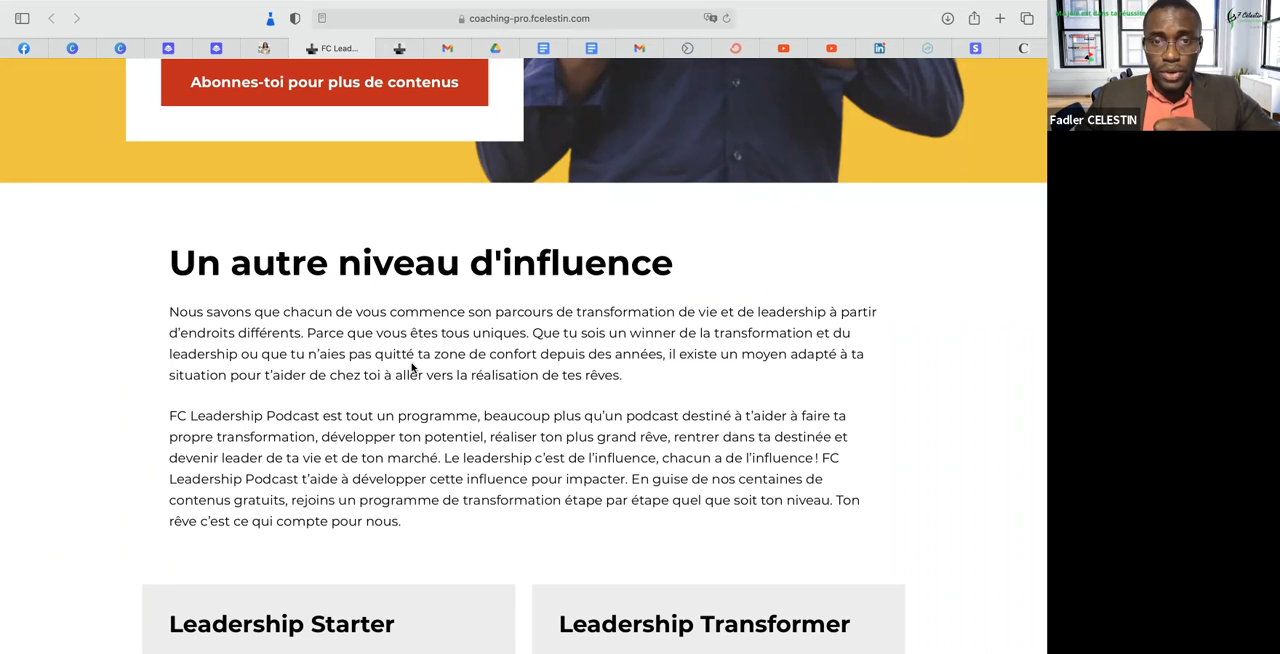 coaching-pro.fcelestin.com
FC Lead...
Abonnes-toi pour plus de contenus
Fadler CELESTIN
Un autre niveau d'influence
Nous savons que chacun de vous commence son parcours de transformation de vie et de leadership à partir
d'endroits différents. Parce que vous êtes tous uniques. Que tu sois un winner de la transformation et du
leadership ou que tu n'aies pas quitté ta zone de confort depuis des années, il existe un moyen adapté à ta
situation pour t'aider de chez toi à aller vers la réalisation de tes rêves.
FC Leadership Podcast est tout un programme, beaucoup plus qu'un podcast destiné à t'aider à faire ta
propre transformation, développer ton potentiel, réaliser ton plus grand rêve, rentrer dans ta destinée et
devenir leader de ta vie et de ton marché. Le leadership c'est de l'influence, chacun a de l'influence ! FC
Leadership Podcast t'aide à développer cette influence pour impacter. En guise de nos centaines de
contenus gratuits, rejoins un programme de transformation étape par étape quel que soit ton niveau. Ton
rêve c'est ce qui compte pour nous.
Leadership Starter
Leadership Transformer